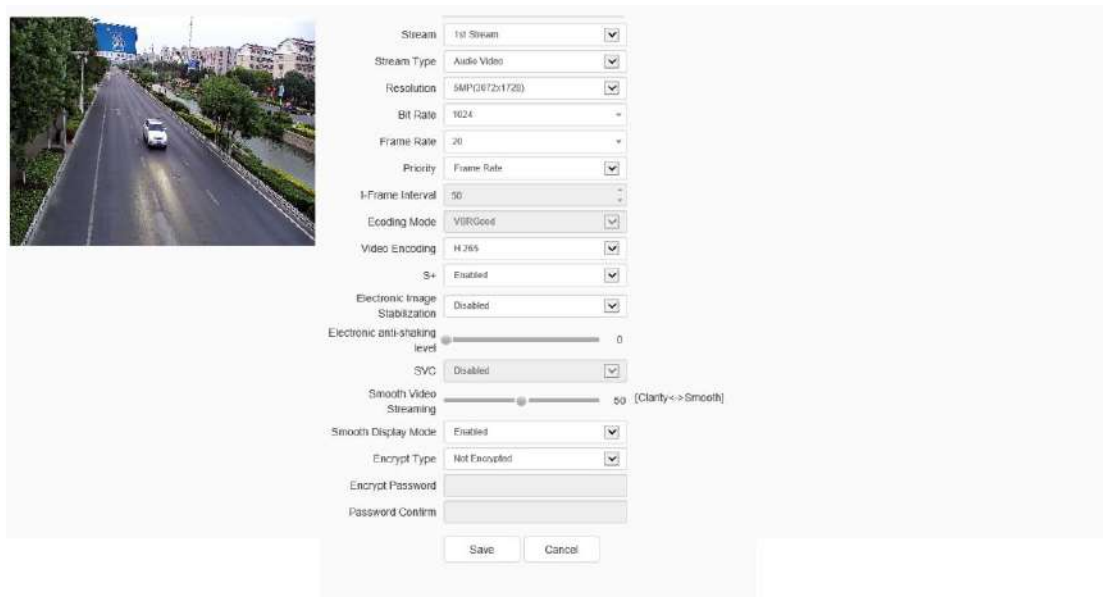 Stream 1st Stream
Stream Type Audio Video
Resolution 5MP(3072x1728)
Bit Rate 1024
Frame Rate 20
Priority Frame Rate
I-Frame Interval 50
Ecoding Mode VBRGood
Video Encoding H.265
S+ Enabled
Electronic Image
Stabilization Disabled
Electronic anti-shaking
level 0
SVC Disabled
Smooth Video
Streaming 50 [Clarity<->Smooth]
Smooth Display Mode Enabled
Encrypt Type Not Encrypted
Encrypt Password
Password Confirm
Save Cancel